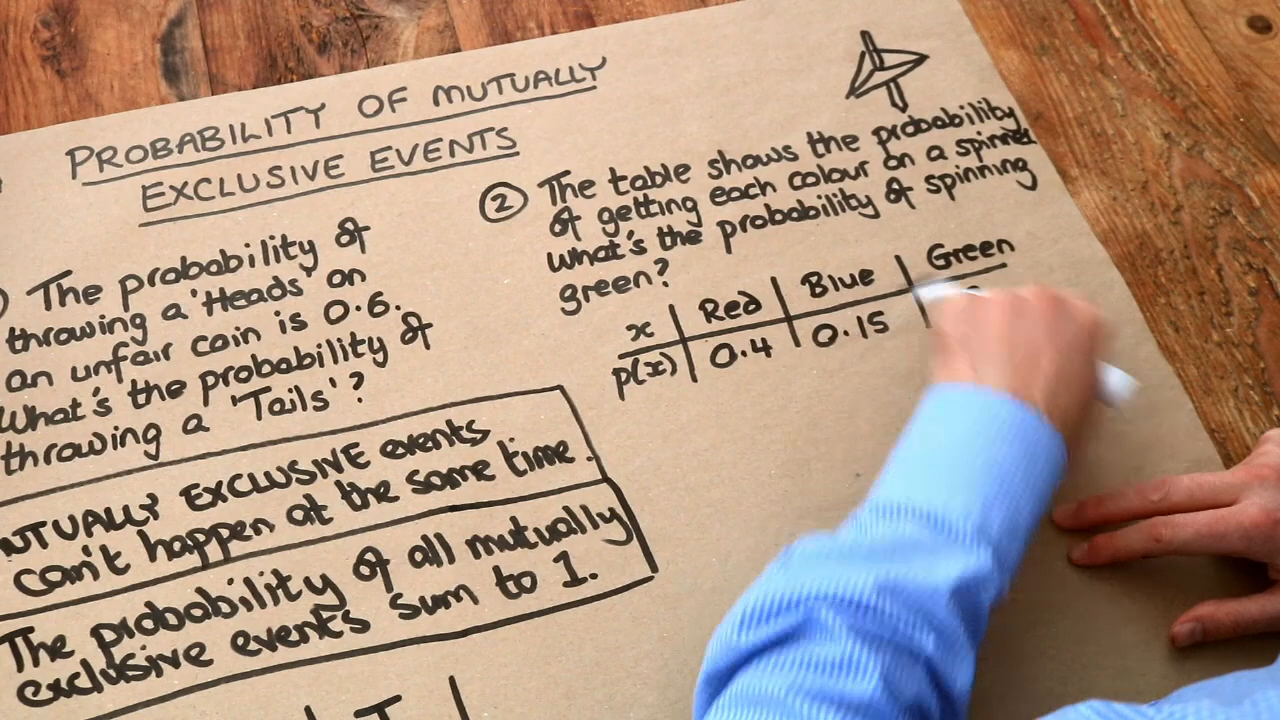 PROBABILITY OF MUTUALLY
EXCLUSIVE EVENTS
The probability of
throwing a 'Heads' on
an unfair coin is 0.6.
What's the probability of
throwing a 'Tails'?
MUTUALLY EXCLUSIVE events
can't happen at the same time.
The probability of all mutually
exclusive events sum to 1.
T
② The table shows the probability
of getting each colour on a spinner
what's the probability of spinning
green?
x Red Blue Green
p(x) 0.4 0.15